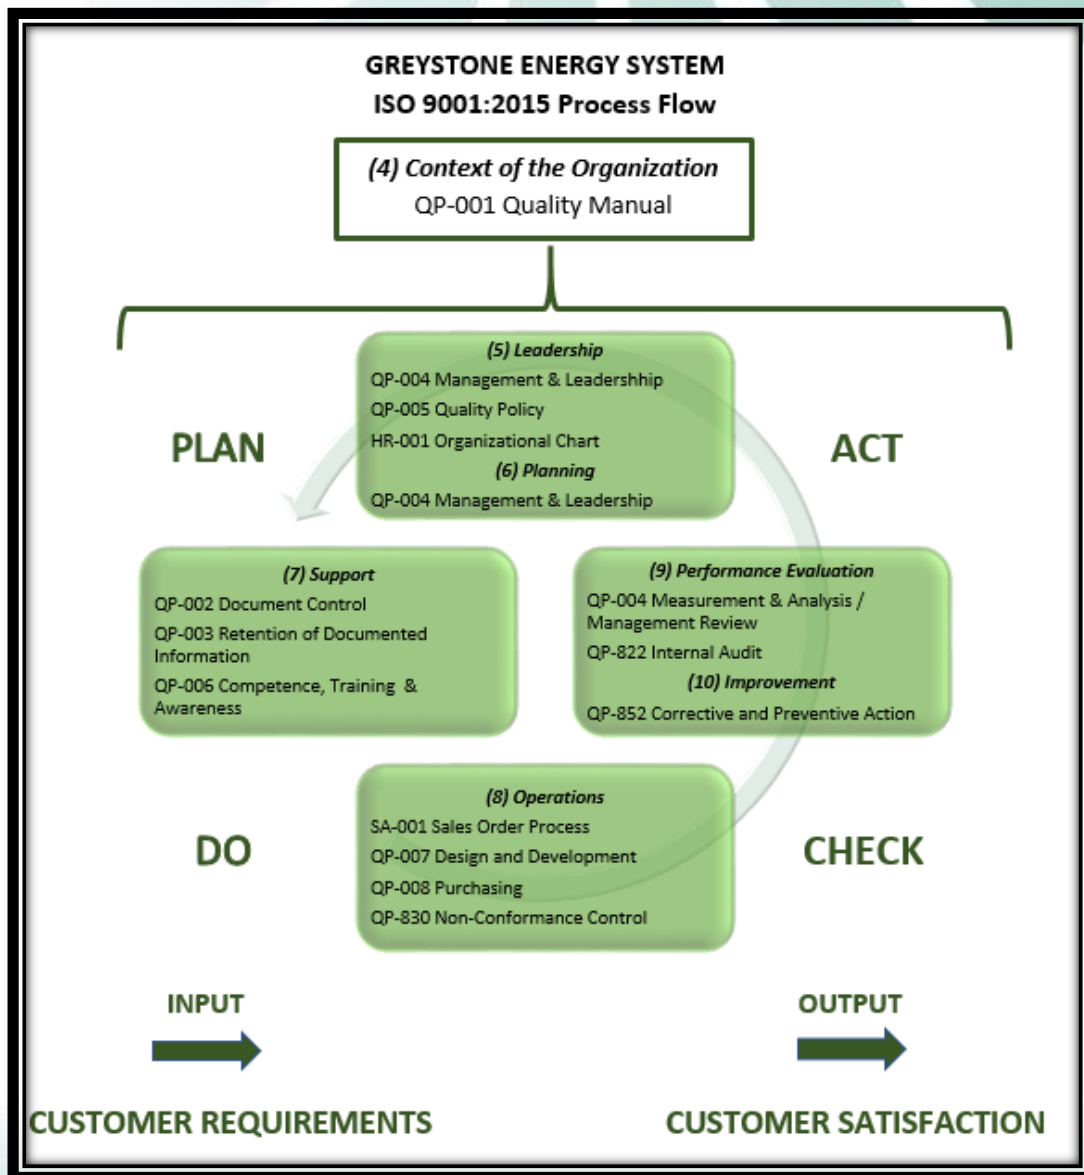 GREYSTONE ENERGY SYSTEM
ISO 9001:2015 Process Flow
(4) Context of the Organization
QP-001 Quality Manual
PLAN
ACT
(5) Leadership
QP-004 Management & Leadershhip
QP-005 Quality Policy
HR-001 Organizational Chart
(6) Planning
QP-004 Management & Leadership
(7) Support
QP-002 Document Control
QP-003 Retention of Documented
Information
QP-006 Competence, Training &
Awareness
(9) Performance Evaluation
QP-004 Measurement & Analysis /
Management Review
QP-822 Internal Audit
(10) Improvement
QP-852 Corrective and Preventive Action
DO
CHECK
(8) Operations
SA-001 Sales Order Process
QP-007 Design and Development
QP-008 Purchasing
QP-830 Non-Conformance Control
INPUT
OUTPUT
CUSTOMER REQUIREMENTS
CUSTOMER SATISFACTION